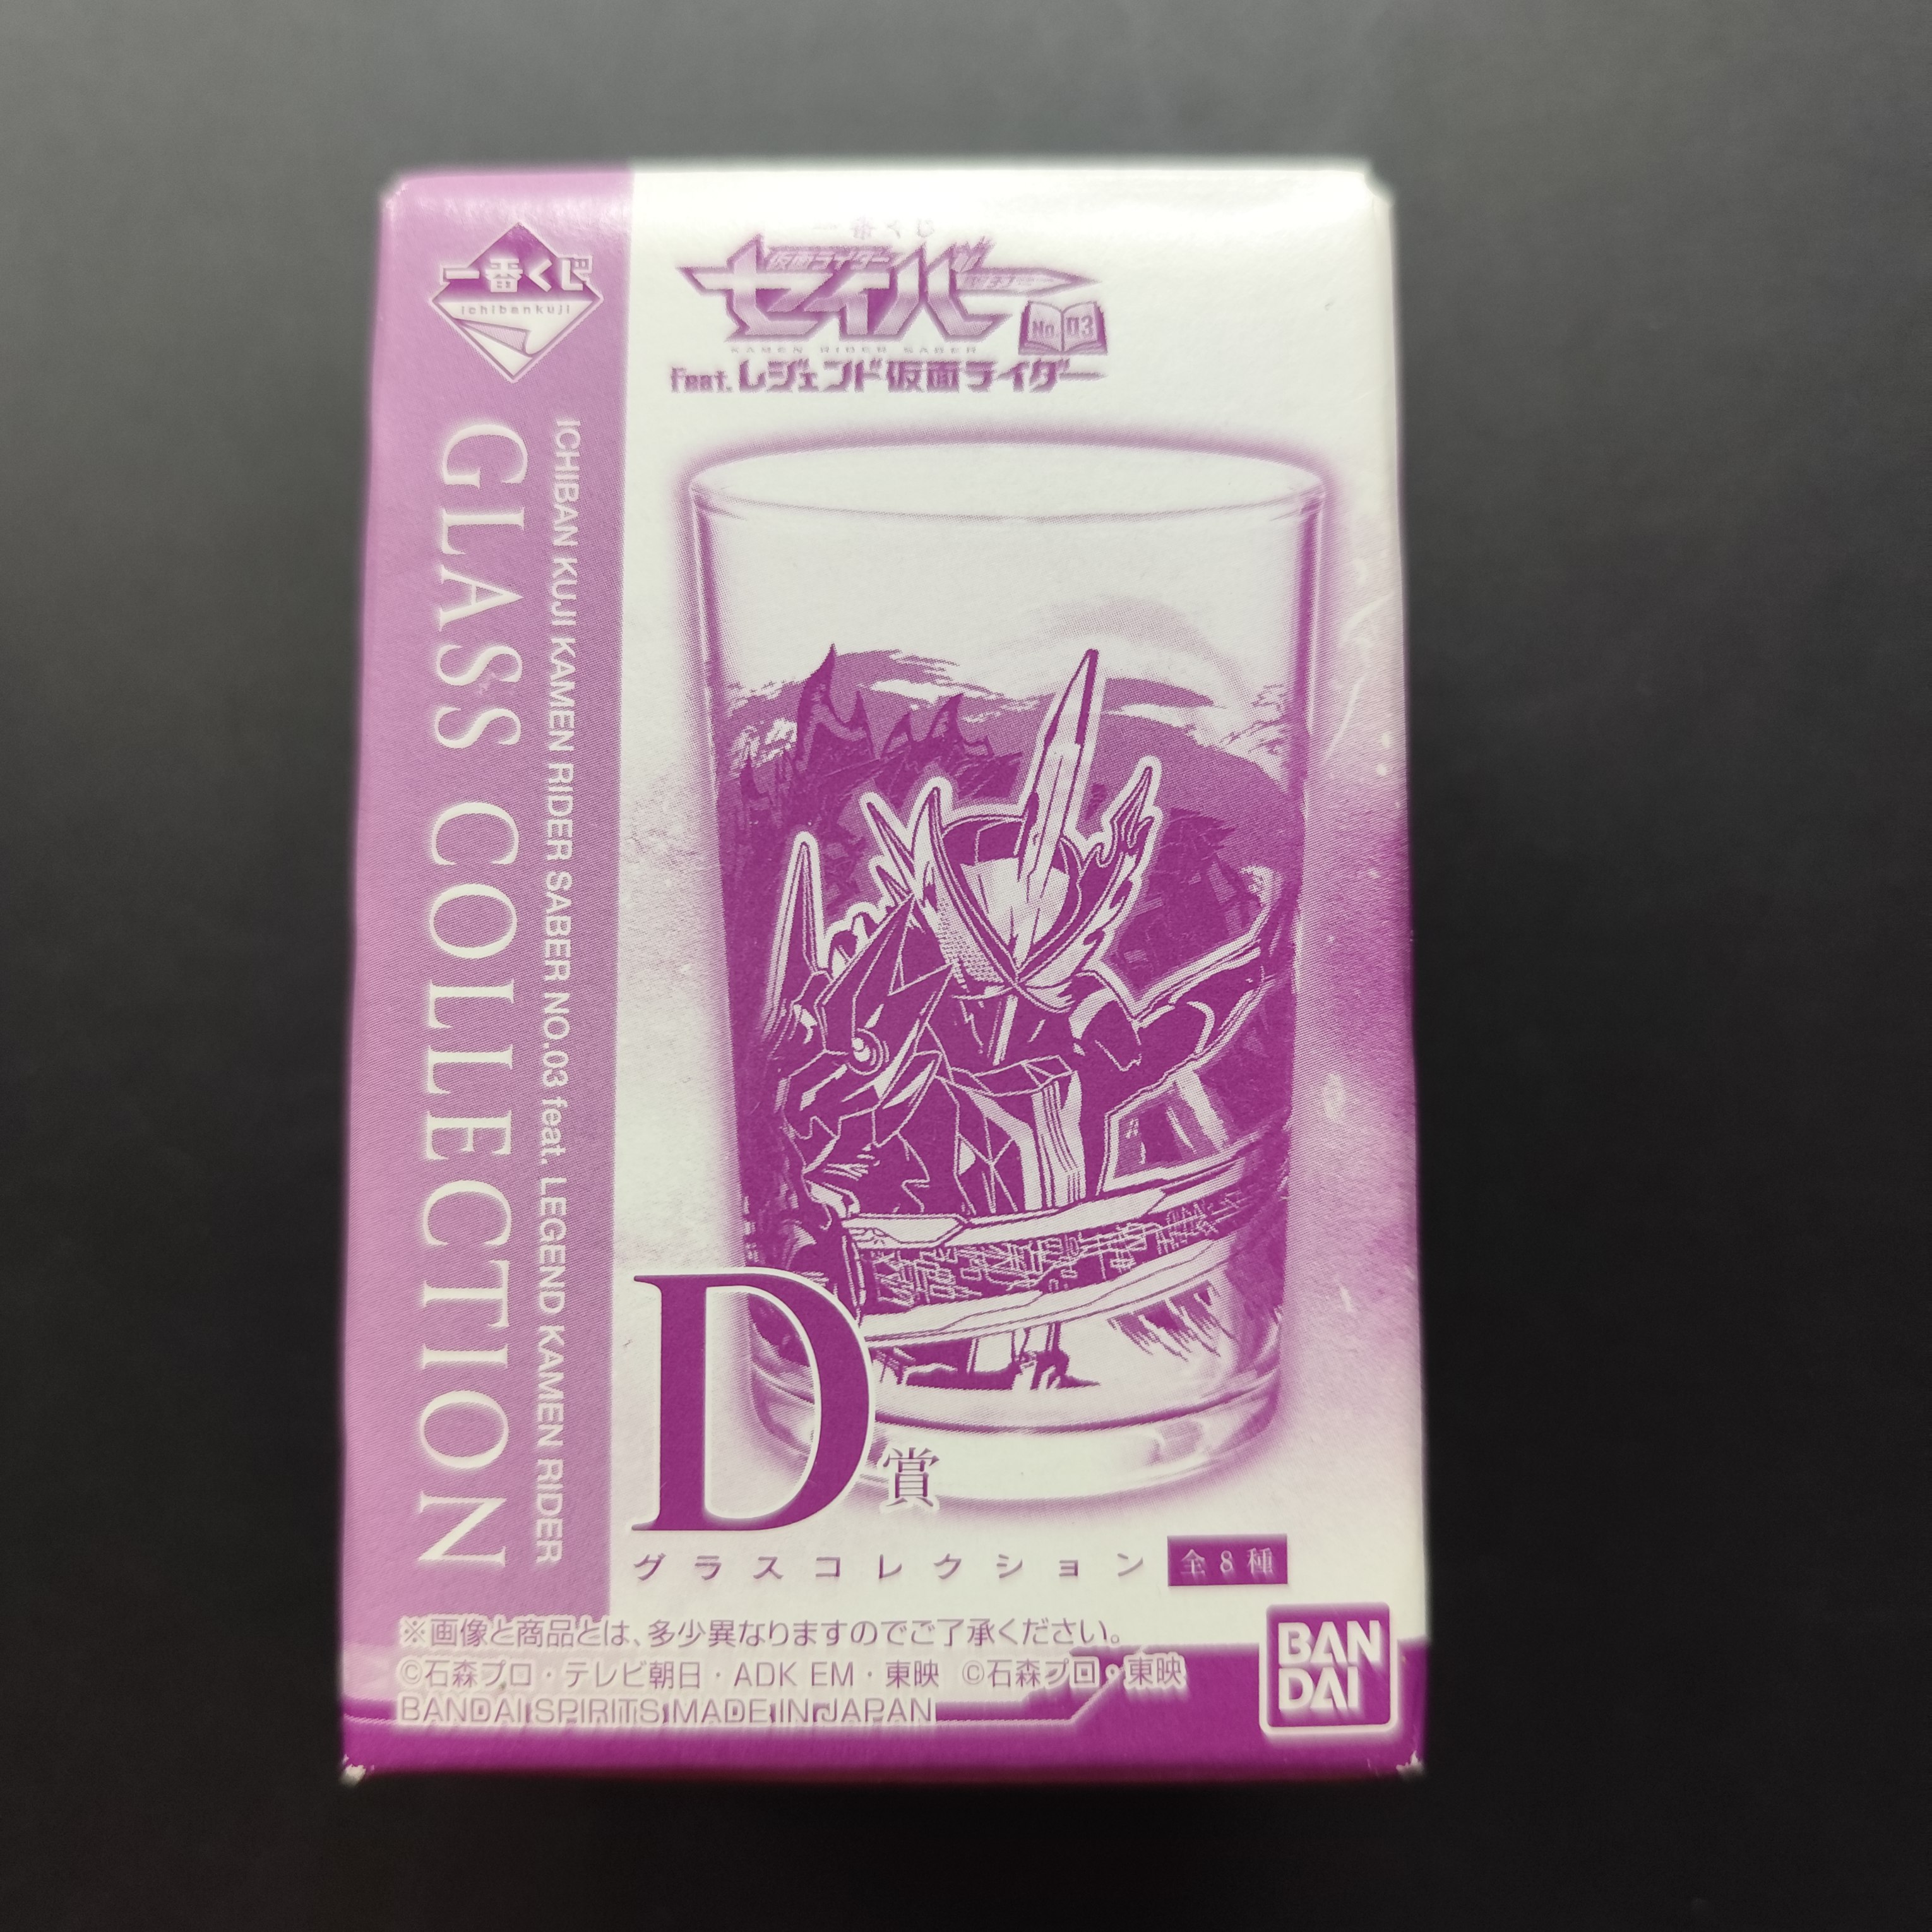 一番くじ
ichibankuji
GLASS COLLECTION
ICHIBAN KUJI KAMEN RIDER SABER NO.03 feat. LEGEND KAMEN RIDER
一番くじ
仮面ライダー
セイバー
KAMEN RIDER SABER
No.03
feat.レジェンド仮面ライダー
D賞
グラスコレクション
全8種
※画像と商品とは、多少異なりますのでご了承ください。
©石森プロ・テレビ朝日・ADK EM・東映 ©石森プロ・東映
BANDAI SPIRITS MADE IN JAPAN
BAN
DAI